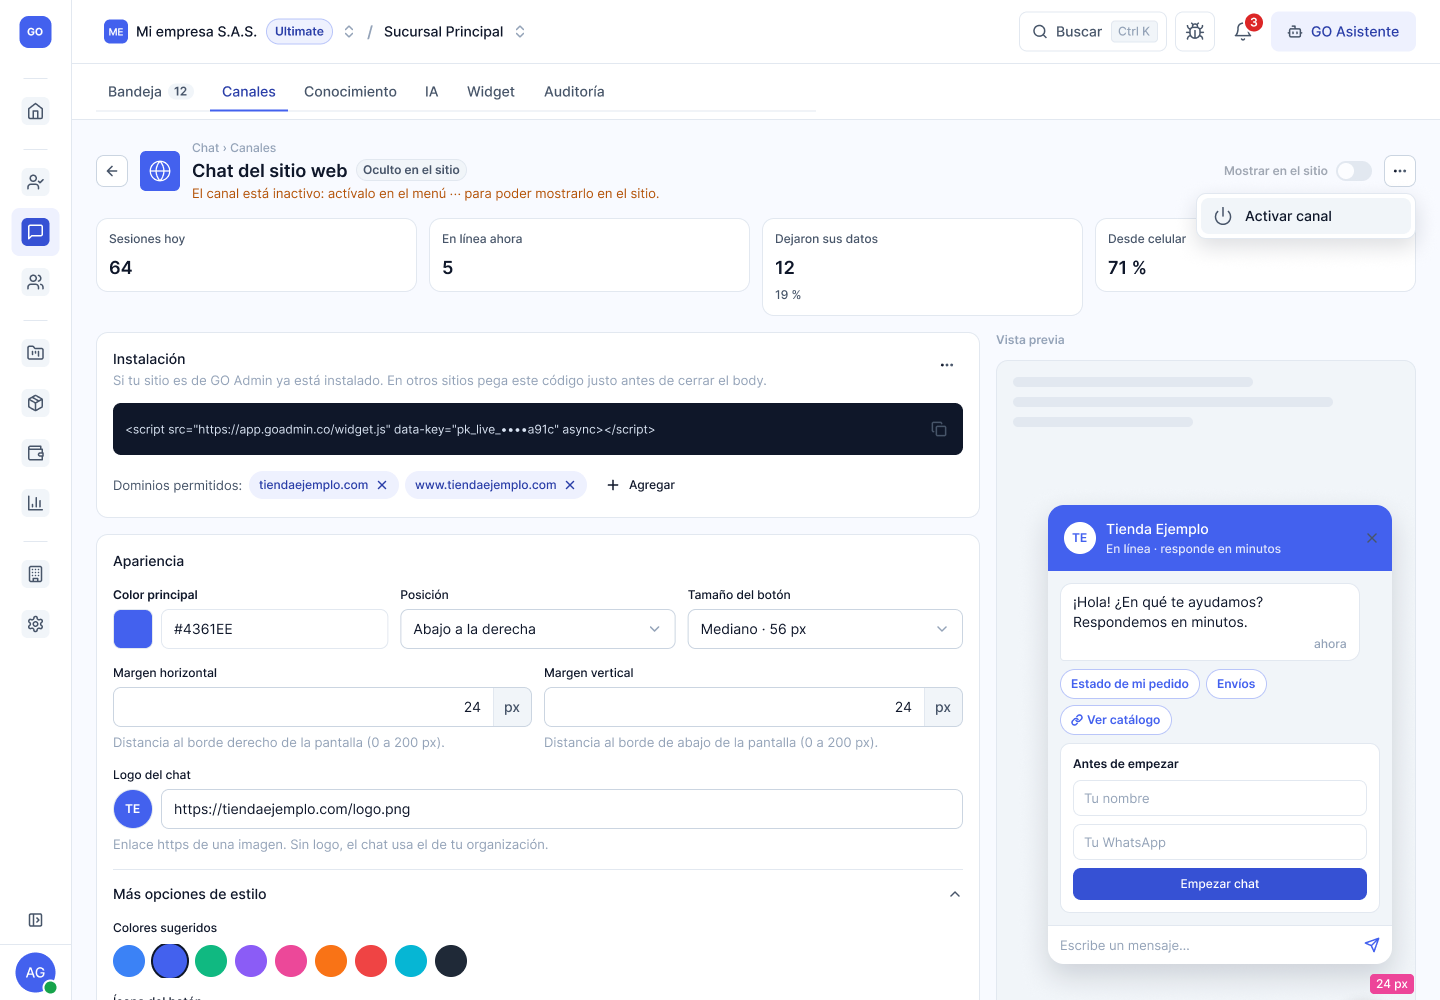 GO
ME Mi empresa S.A.S. Ultimate / Sucursal Principal
Buscar Ctrl K
3
GO Asistente
Bandeja 12 Canales Conocimiento IA Widget Auditoría
Chat › Canales
Chat del sitio web Oculto en el sitio
El canal está inactivo: actívalo en el menú ··· para poder mostrarlo en el sitio.
Mostrar en el sitio
Activar canal
Sesiones hoy
64
En línea ahora
5
Dejaron sus datos
12
19 %
Desde celular
71 %
Instalación
Si tu sitio es de GO Admin ya está instalado. En otros sitios pega este código justo antes de cerrar el body.
<script src="https://app.goadmin.co/widget.js" data-key="pk_live_••••a91c" async></script>
Dominios permitidos: tiendaejemplo.com www.tiendaejemplo.com Agregar
Apariencia
Color principal
#4361EE
Posición
Abajo a la derecha
Tamaño del botón
Mediano · 56 px
Margen horizontal
24 px
Distancia al borde derecho de la pantalla (0 a 200 px).
Margen vertical
24 px
Distancia al borde de abajo de la pantalla (0 a 200 px).
Logo del chat
TE https://tiendaejemplo.com/logo.png
Enlace https de una imagen. Sin logo, el chat usa el de tu organización.
Más opciones de estilo
Colores sugeridos
Ícono del botón
Vista previa
TE
Tienda Ejemplo
En línea · responde en minutos
¡Hola! ¿En qué te ayudamos?
Respondemos en minutos.
ahora
Estado de mi pedido Envíos
Ver catálogo
Antes de empezar
Tu nombre
Tu WhatsApp
Empezar chat
Escribe un mensaje...
24 px
AG